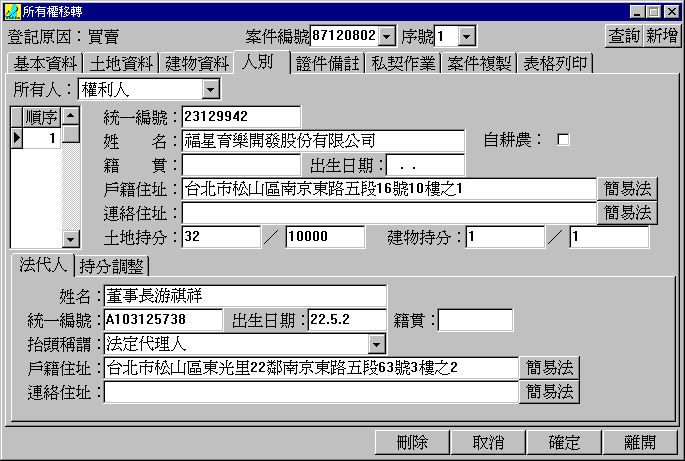 所有權移轉
登記原因：買賣 案件編號 87120802 序號 1 查詢 新增
基本資料 土地資料 建物資料 人別 證件備註 私契作業 案件複製 表格列印
所有人：權利人
順序 統一編號：23129942
1 姓 名：福星育樂開發股份有限公司 自耕農：
籍 貫： 出生日期： . .
戶籍住址：台北市松山區南京東路五段16號10樓之1 簡易法
連絡住址： 簡易法
土地持分：32 ／ 10000 建物持分：1 ／ 1
法代人 持分調整
姓名：董事長游祺祥
統一編號：A103125738 出生日期：22.5.2 籍貫：
抬頭稱謂：法定代理人
戶籍住址：台北市松山區東光里22鄰南京東路五段63號3樓之2 簡易法
連絡住址： 簡易法
刪除 取消 確定 離開